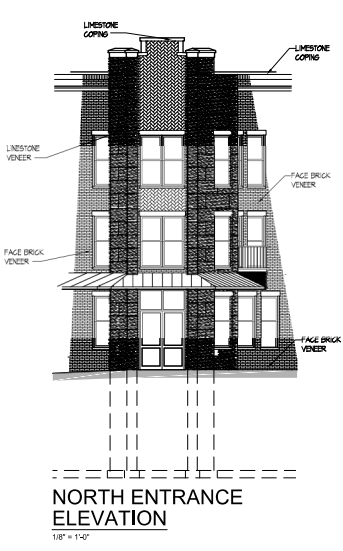 LIMESTONE
COPING
LIMESTONE
COPING
LIMESTONE
VENEER
FACE BRICK
VENEER
FACE BRICK
VENEER
FACE BRICK
VENEER
NORTH ENTRANCE
ELEVATION
1/8" = 1'-0"